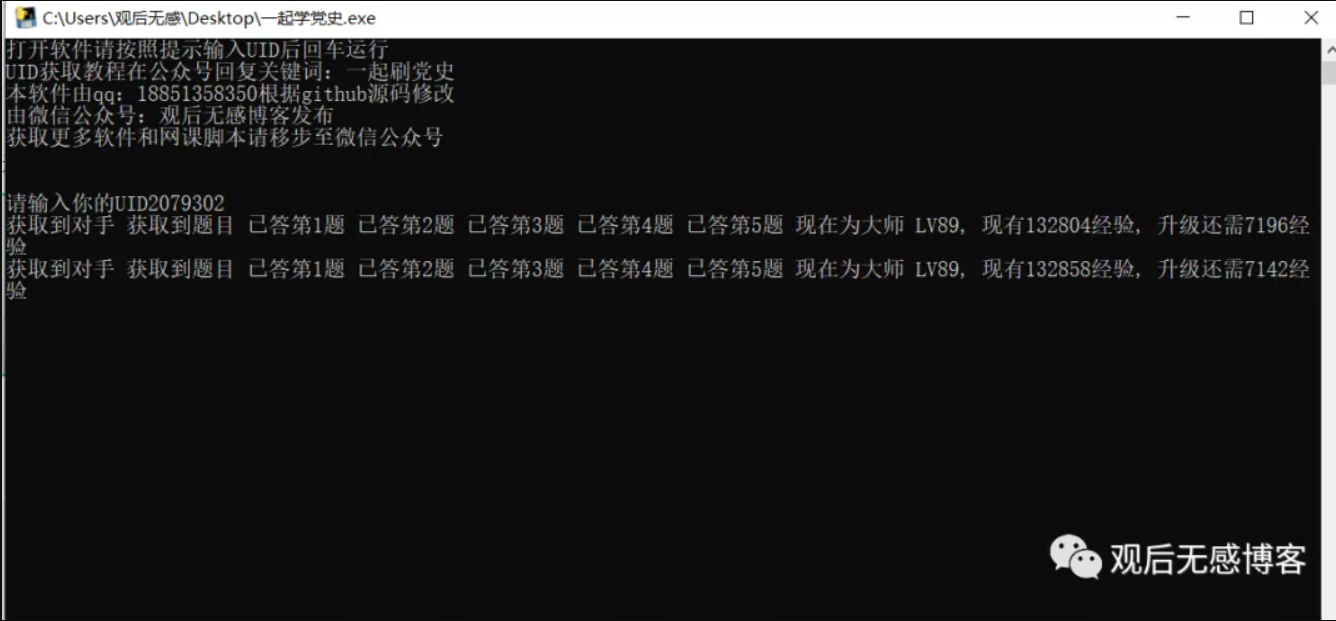 C:\Users\观后无感\Desktop\一起学党史.exe
打开软件请按照提示输入UID后回车运行
UID获取教程在公众号回复关键词：一起刷党史
本软件由qq：18851358350根据github源码修改
由微信公众号：观后无感博客发布
获取更多软件和网课脚本请移步至微信公众号
请输入你的UID2079302
获取到对手 获取到题目 已答第1题 已答第2题 已答第3题 已答第4题 已答第5题 现在为大师 LV89, 现有132804经验, 升级还需7196经
验
获取到对手 获取到题目 已答第1题 已答第2题 已答第3题 已答第4题 已答第5题 现在为大师 LV89, 现有132858经验, 升级还需7142经
验
观后无感博客